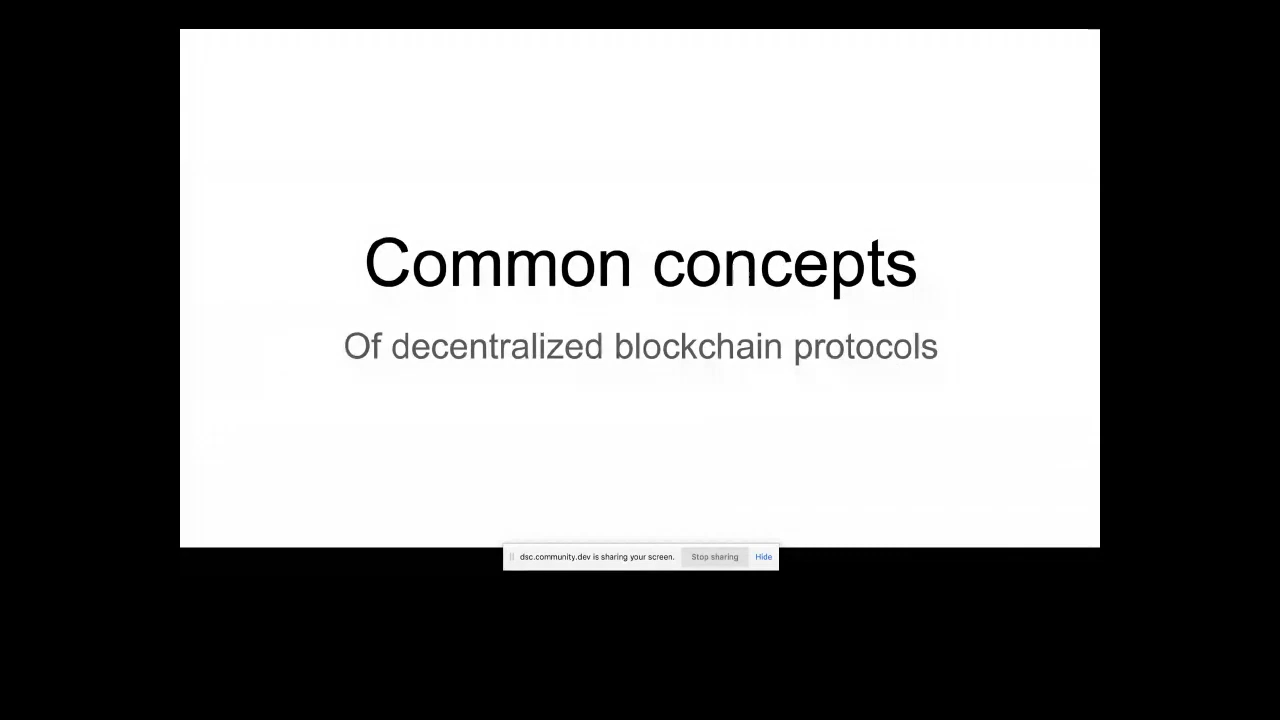 Common concepts
Of decentralized blockchain protocols
dsc.community.dev is sharing your screen. Stop sharing Hide